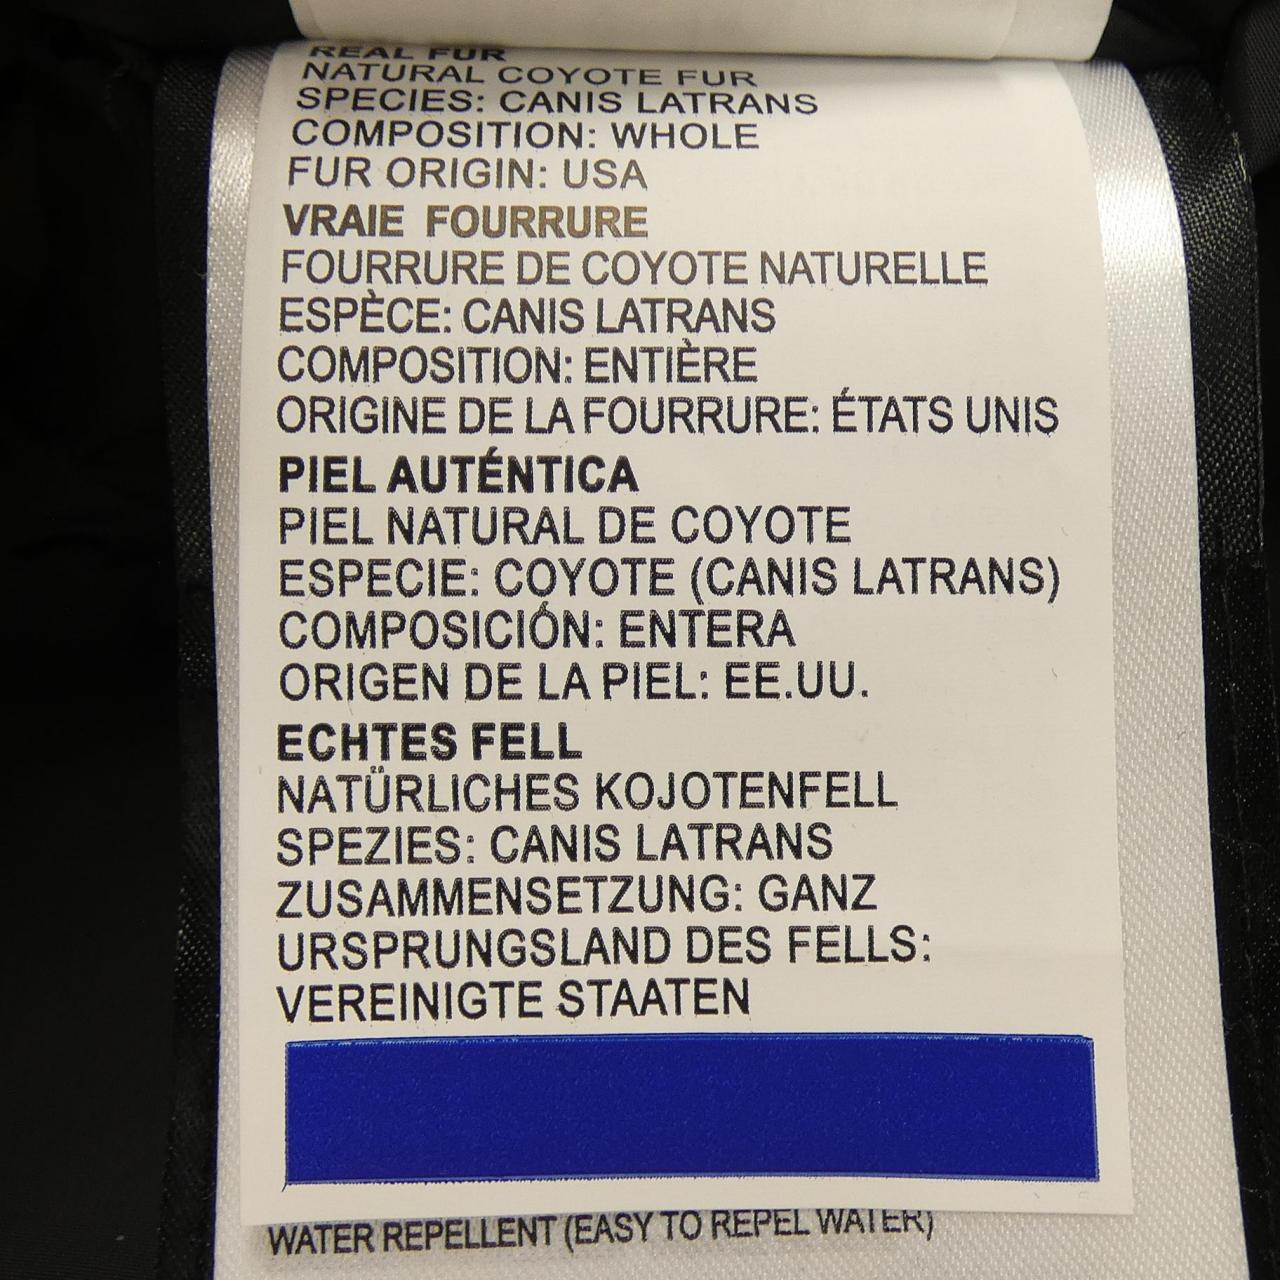 REAL FUR
NATURAL COYOTE FUR
SPECIES: CANIS LATRANS
COMPOSITION: WHOLE
FUR ORIGIN: USA
VRAIE FOURRURE
FOURRURE DE COYOTE NATURELLE
ESPÈCE: CANIS LATRANS
COMPOSITION: ENTIÈRE
ORIGINE DE LA FOURRURE: ÉTATS UNIS
PIEL AUTÉNTICA
PIEL NATURAL DE COYOTE
ESPECIE: COYOTE (CANIS LATRANS)
COMPOSICIÓN: ENTERA
ORIGEN DE LA PIEL: EE.UU.
ECHTES FELL
NATÜRLICHES KOJOTENFELL
SPEZIES: CANIS LATRANS
ZUSAMMENSETZUNG: GANZ
URSPRUNGSLAND DES FELLS:
VEREINIGTE STAATEN
WATER REPELLENT (EASY TO REPEL WATER)